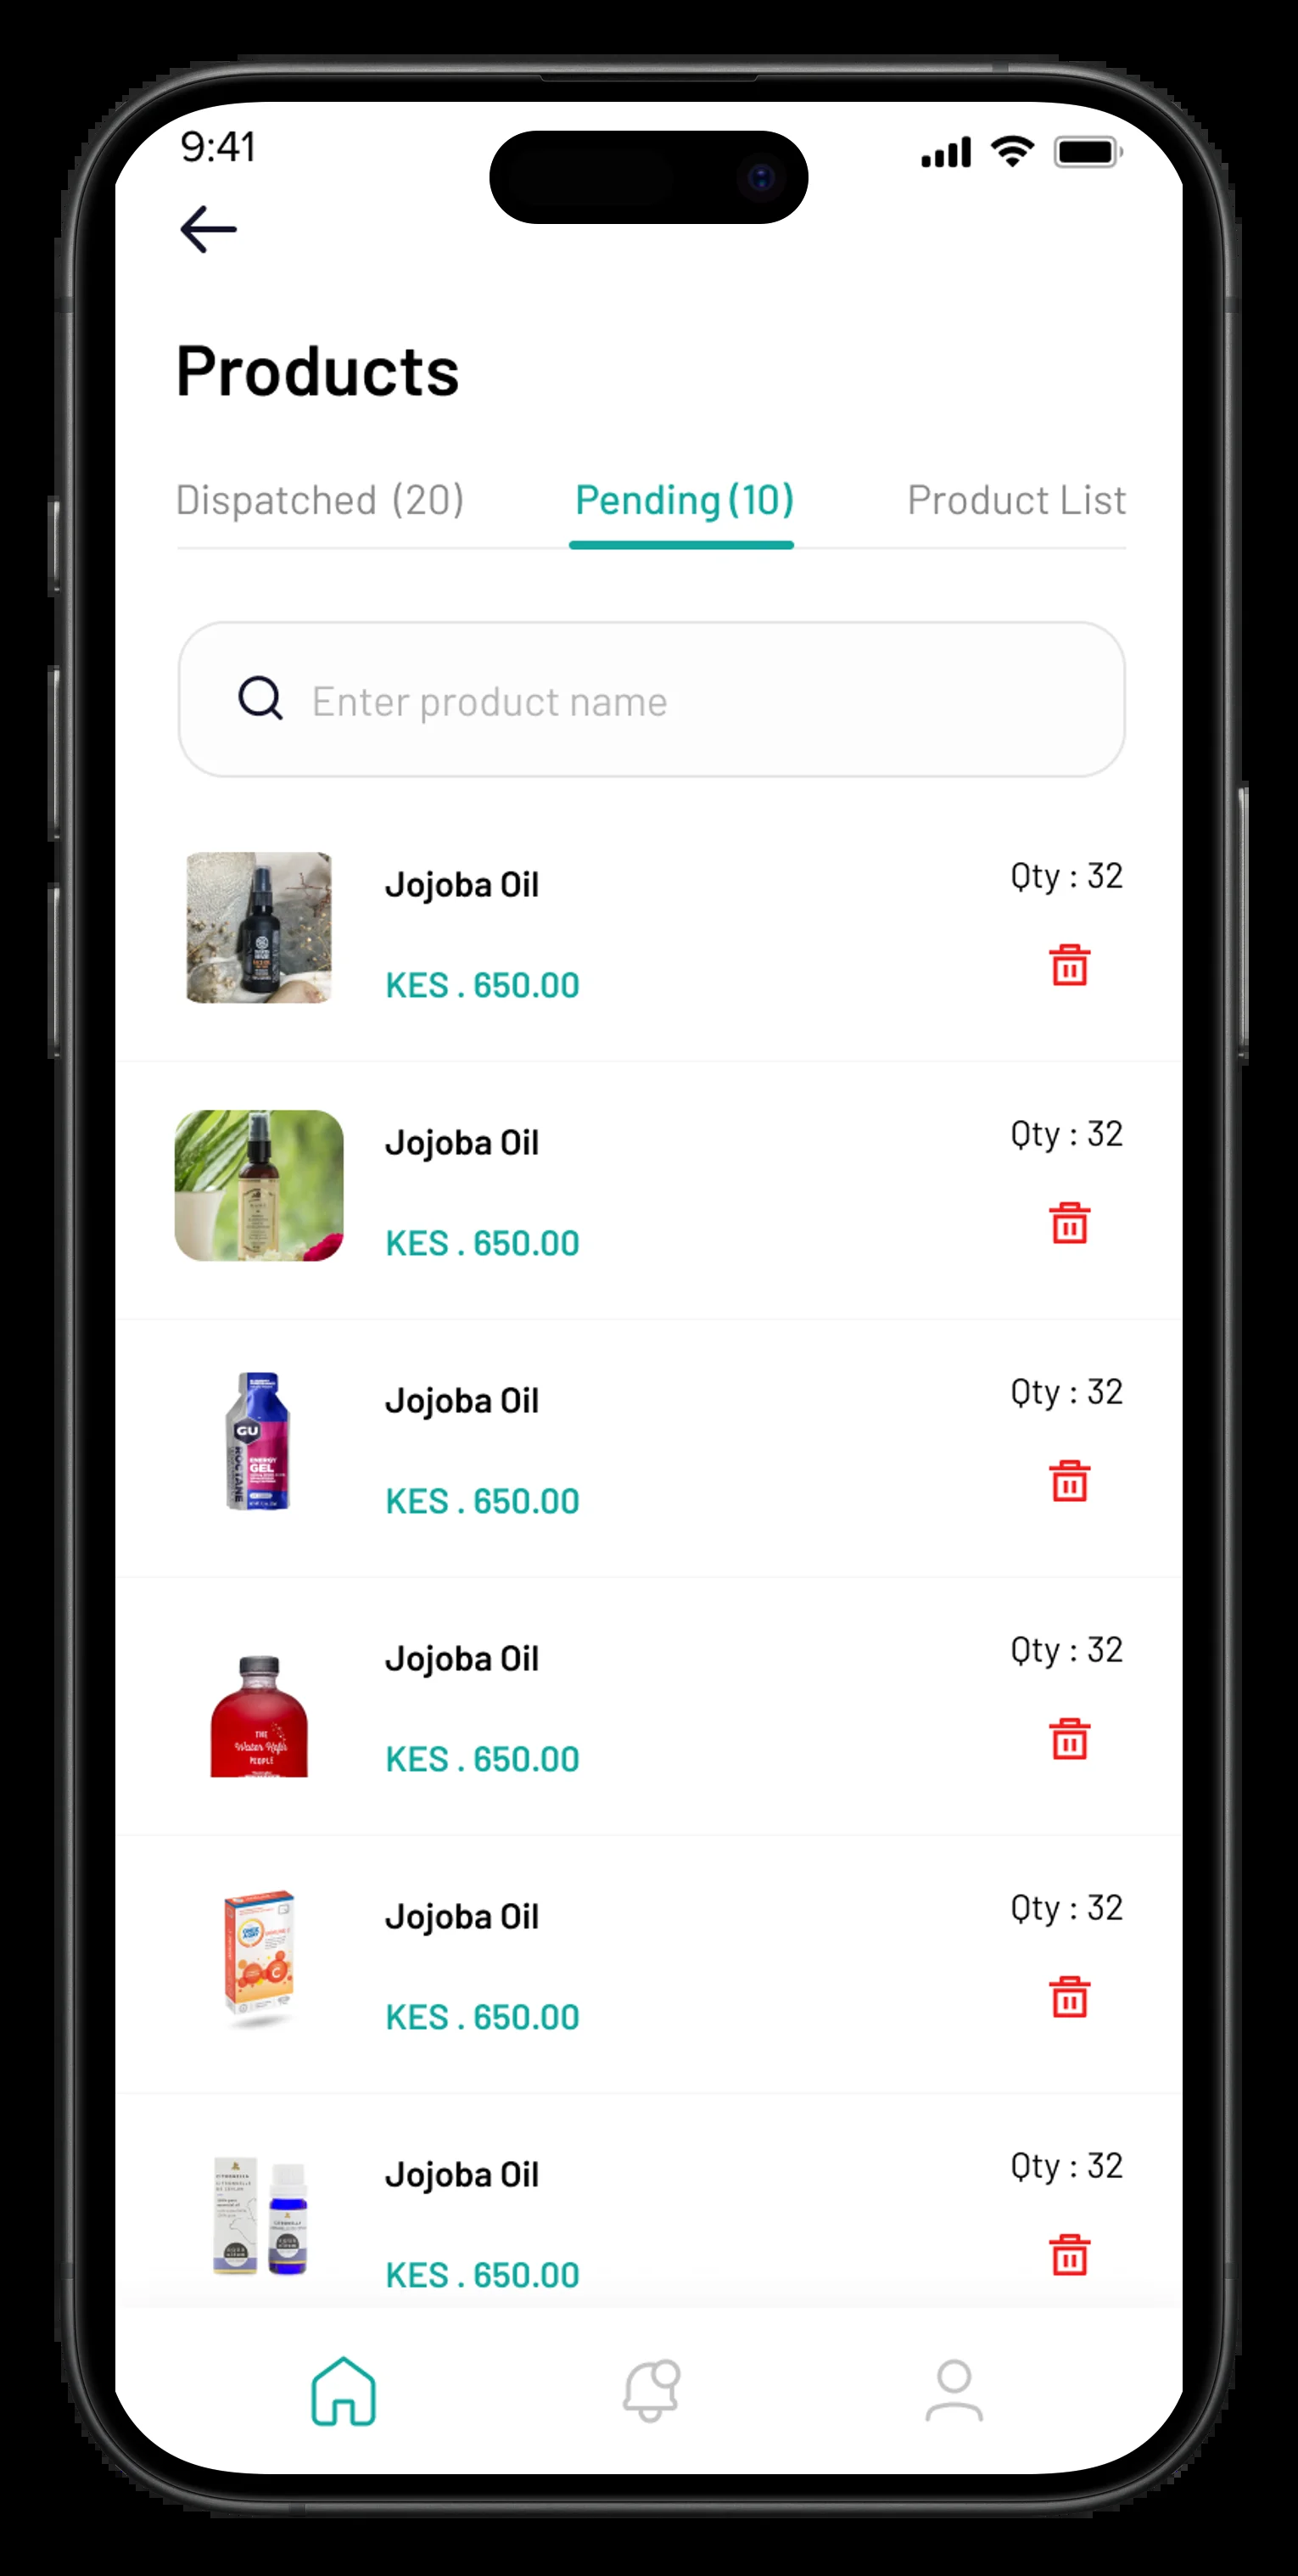 9:41
Products
Dispatched (20) Pending (10) Product List
Enter product name
Jojoba Oil Qty : 32
KES . 650.00
Jojoba Oil Qty : 32
KES . 650.00
Jojoba Oil Qty : 32
GU
ROCTANE
ENERGY
GEL
KES . 650.00
Jojoba Oil Qty : 32
THE
Water Kefir
PEOPLE
KES . 650.00
Jojoba Oil Qty : 32
C
KES . 650.00
Jojoba Oil Qty : 32
KES . 650.00